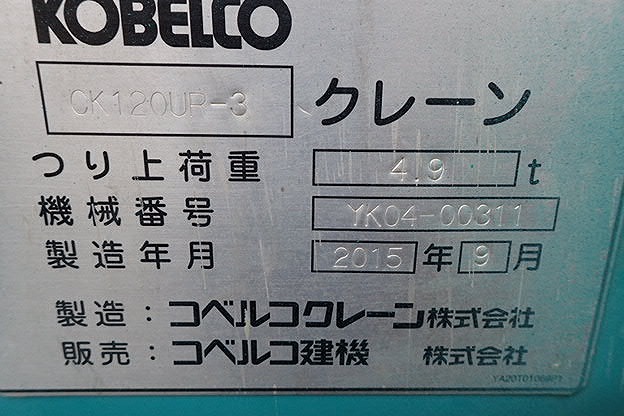 KOBELCO
CK120UR-3 クレーン
つり上荷重 4.9 t
機械番号 YK04-00311
製造年月 2015 年 9 月
製造：コベルコクレーン株式会社
販売：コベルコ建機 株式会社
YA20T01069P1